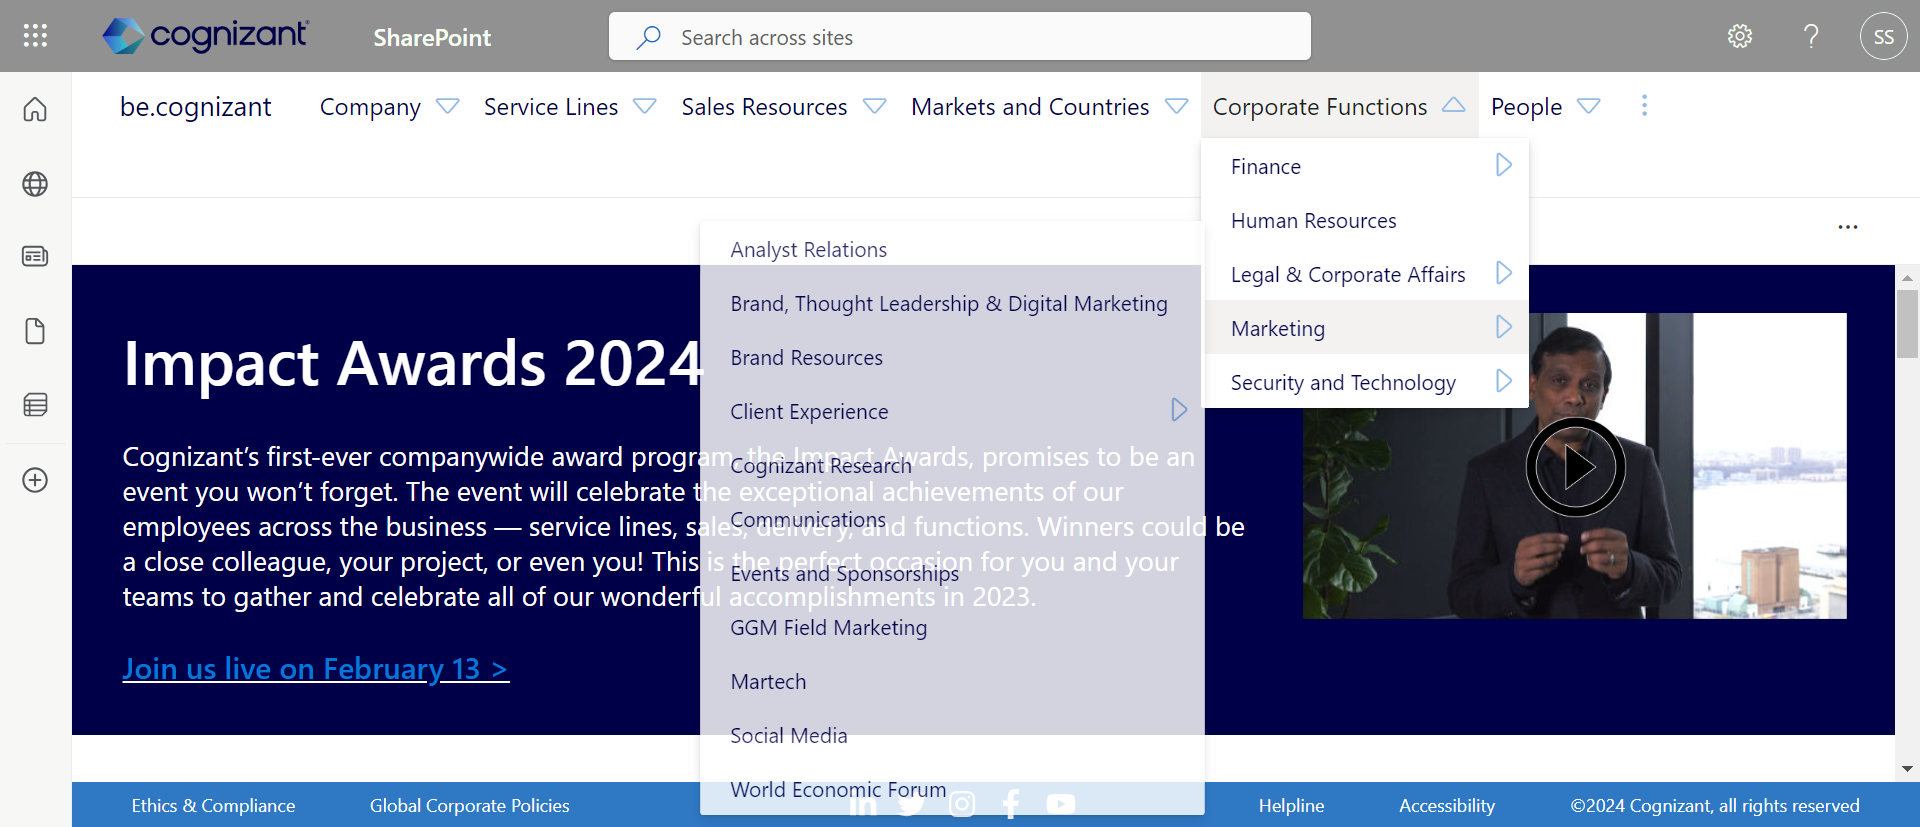 cognizant
SharePoint
Search across sites
?
SS
be.cognizant
Company
Service Lines
Sales Resources
Markets and Countries
Corporate Functions
People
Finance
Human Resources
Legal & Corporate Affairs
Marketing
Security and Technology
Analyst Relations
Brand, Thought Leadership & Digital Marketing
Brand Resources
Client Experience
Cognizant Research
Communications
Events and Sponsorships
GGM Field Marketing
Martech
Social Media
World Economic Forum
Impact Awards 2024
Cognizant’s first-ever companywide award program, the Impact Awards, promises to be an
event you won’t forget. The event will celebrate the exceptional achievements of our
employees across the business — service lines, sales, delivery, and functions. Winners could be
a close colleague, your project, or even you! This is the perfect occasion for you and your
teams to gather and celebrate all of our wonderful accomplishments in 2023.
Join us live on February 13 >
Ethics & Compliance
Global Corporate Policies
in
f
Helpline
Accessibility
©2024 Cognizant, all rights reserved